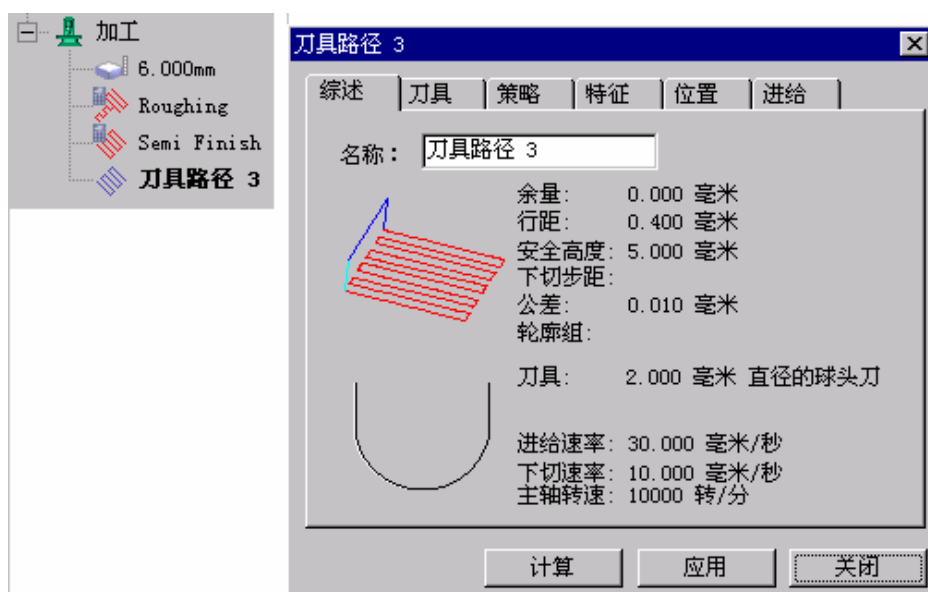 加工
6.000mm
Roughing
Semi Finish
刀具路径 3
刀具路径 3
综述 刀具 策略 特征 位置 进给
名称: 刀具路径 3
余量: 0.000 毫米
行距: 0.400 毫米
安全高度: 5.000 毫米
下切步距:
公差: 0.010 毫米
轮廓组:
刀具: 2.000 毫米 直径的球头刀
进给速率: 30.000 毫米/秒
下切速率: 10.000 毫米/秒
主轴转速: 10000 转/分
计算 应用 关闭